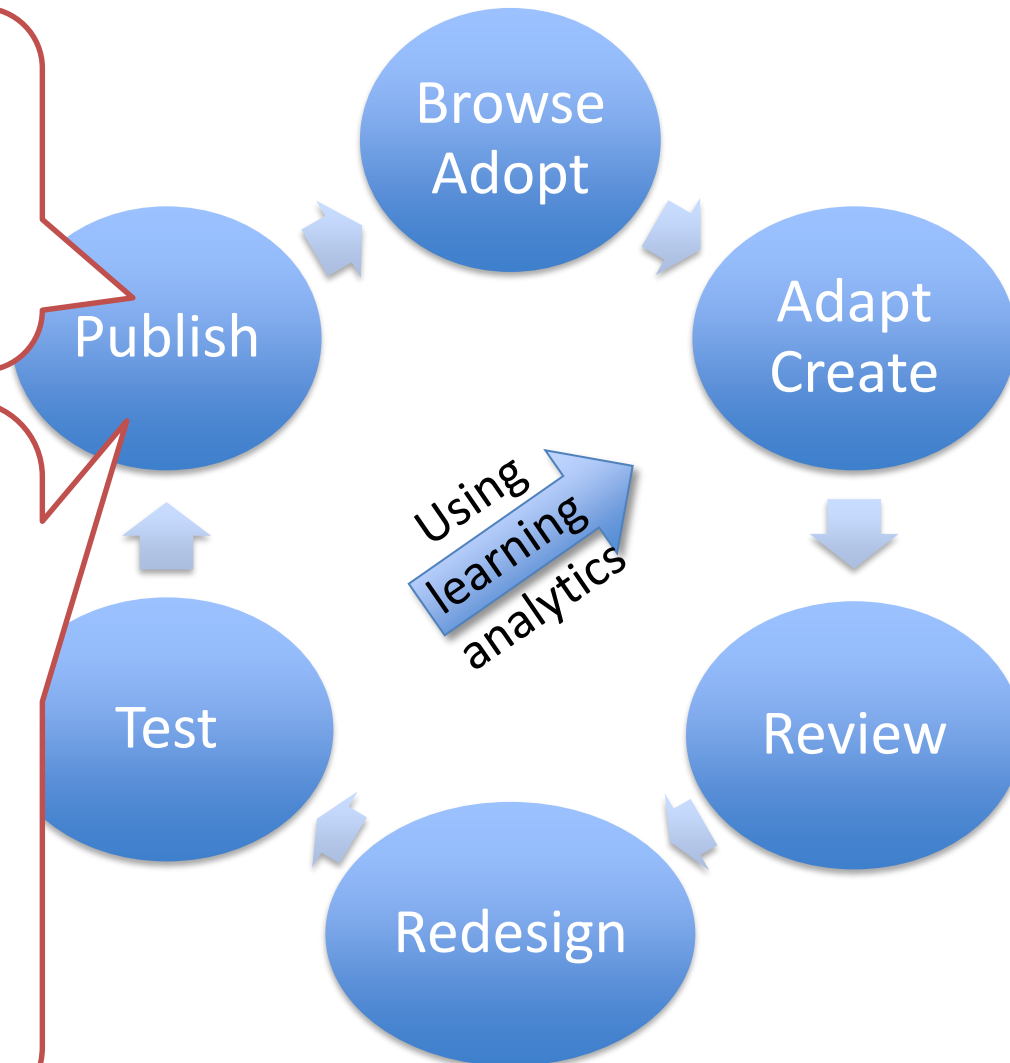 Browse
Adopt
Adapt
Create
Review
Redesign
Test
Publish
Using
learning
analytics